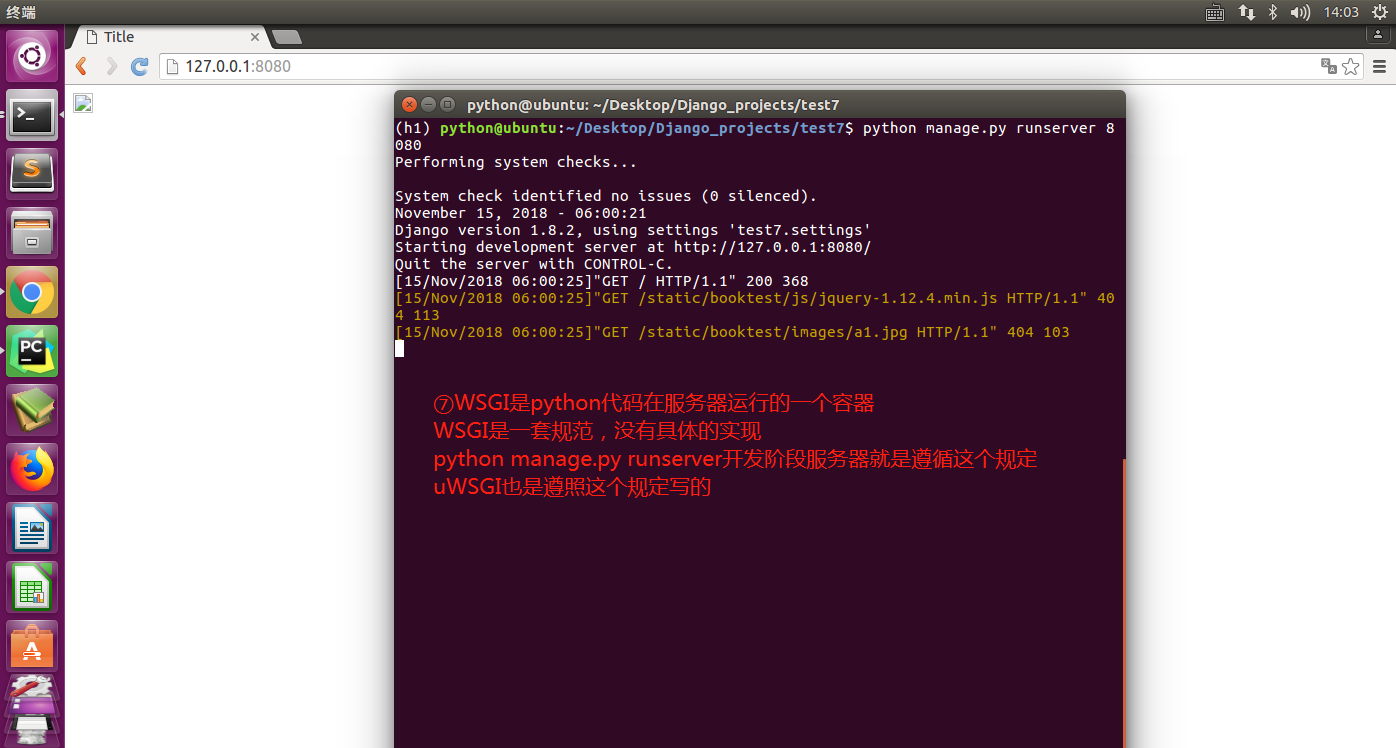 终端
14:03
Title
127.0.0.1:8080
python@ubuntu: ~/Desktop/Django_projects/test7
(h1) python@ubuntu:~/Desktop/Django_projects/test7$ python manage.py runserver 8
080
Performing system checks...
System check identified no issues (0 silenced).
November 15, 2018 - 06:00:21
Django version 1.8.2, using settings 'test7.settings'
Starting development server at http://127.0.0.1:8080/
Quit the server with CONTROL-C.
[15/Nov/2018 06:00:25]"GET / HTTP/1.1" 200 368
[15/Nov/2018 06:00:25]"GET /static/booktest/js/jquery-1.12.4.min.js HTTP/1.1" 40
4 113
[15/Nov/2018 06:00:25]"GET /static/booktest/images/a1.jpg HTTP/1.1" 404 103
PC
⑦WSGI是python代码在服务器运行的一个容器
WSGI是一套规范，没有具体的实现
python manage.py runserver开发阶段服务器就是遵循这个规定
uWSGI也是遵照这个规定写的